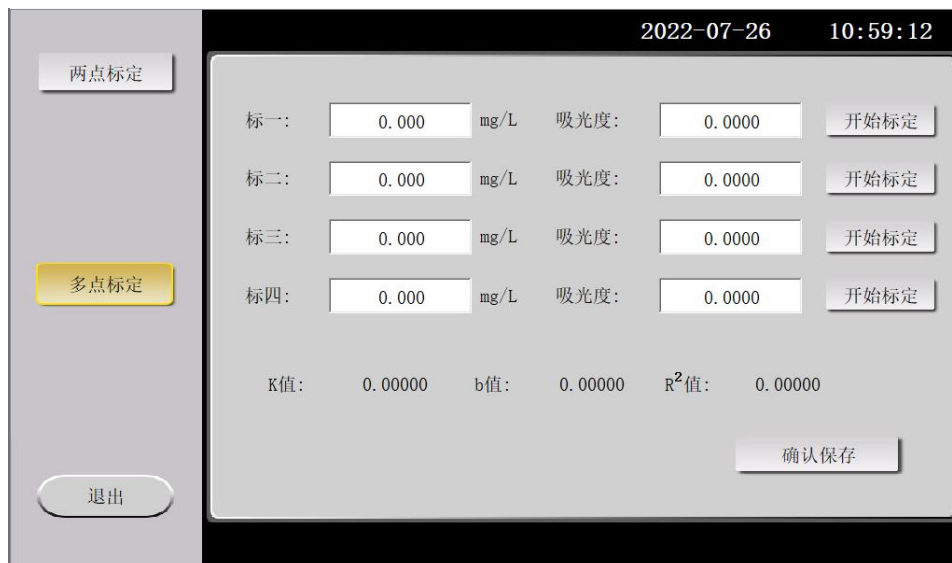 2022-07-26 10:59:12
两点标定
标一: 0.000 mg/L 吸光度: 0.0000 开始标定
标二: 0.000 mg/L 吸光度: 0.0000 开始标定
标三: 0.000 mg/L 吸光度: 0.0000 开始标定
多点标定
标四: 0.000 mg/L 吸光度: 0.0000 开始标定
K值: 0.00000 b值: 0.00000 R²值: 0.00000
确认保存
退出